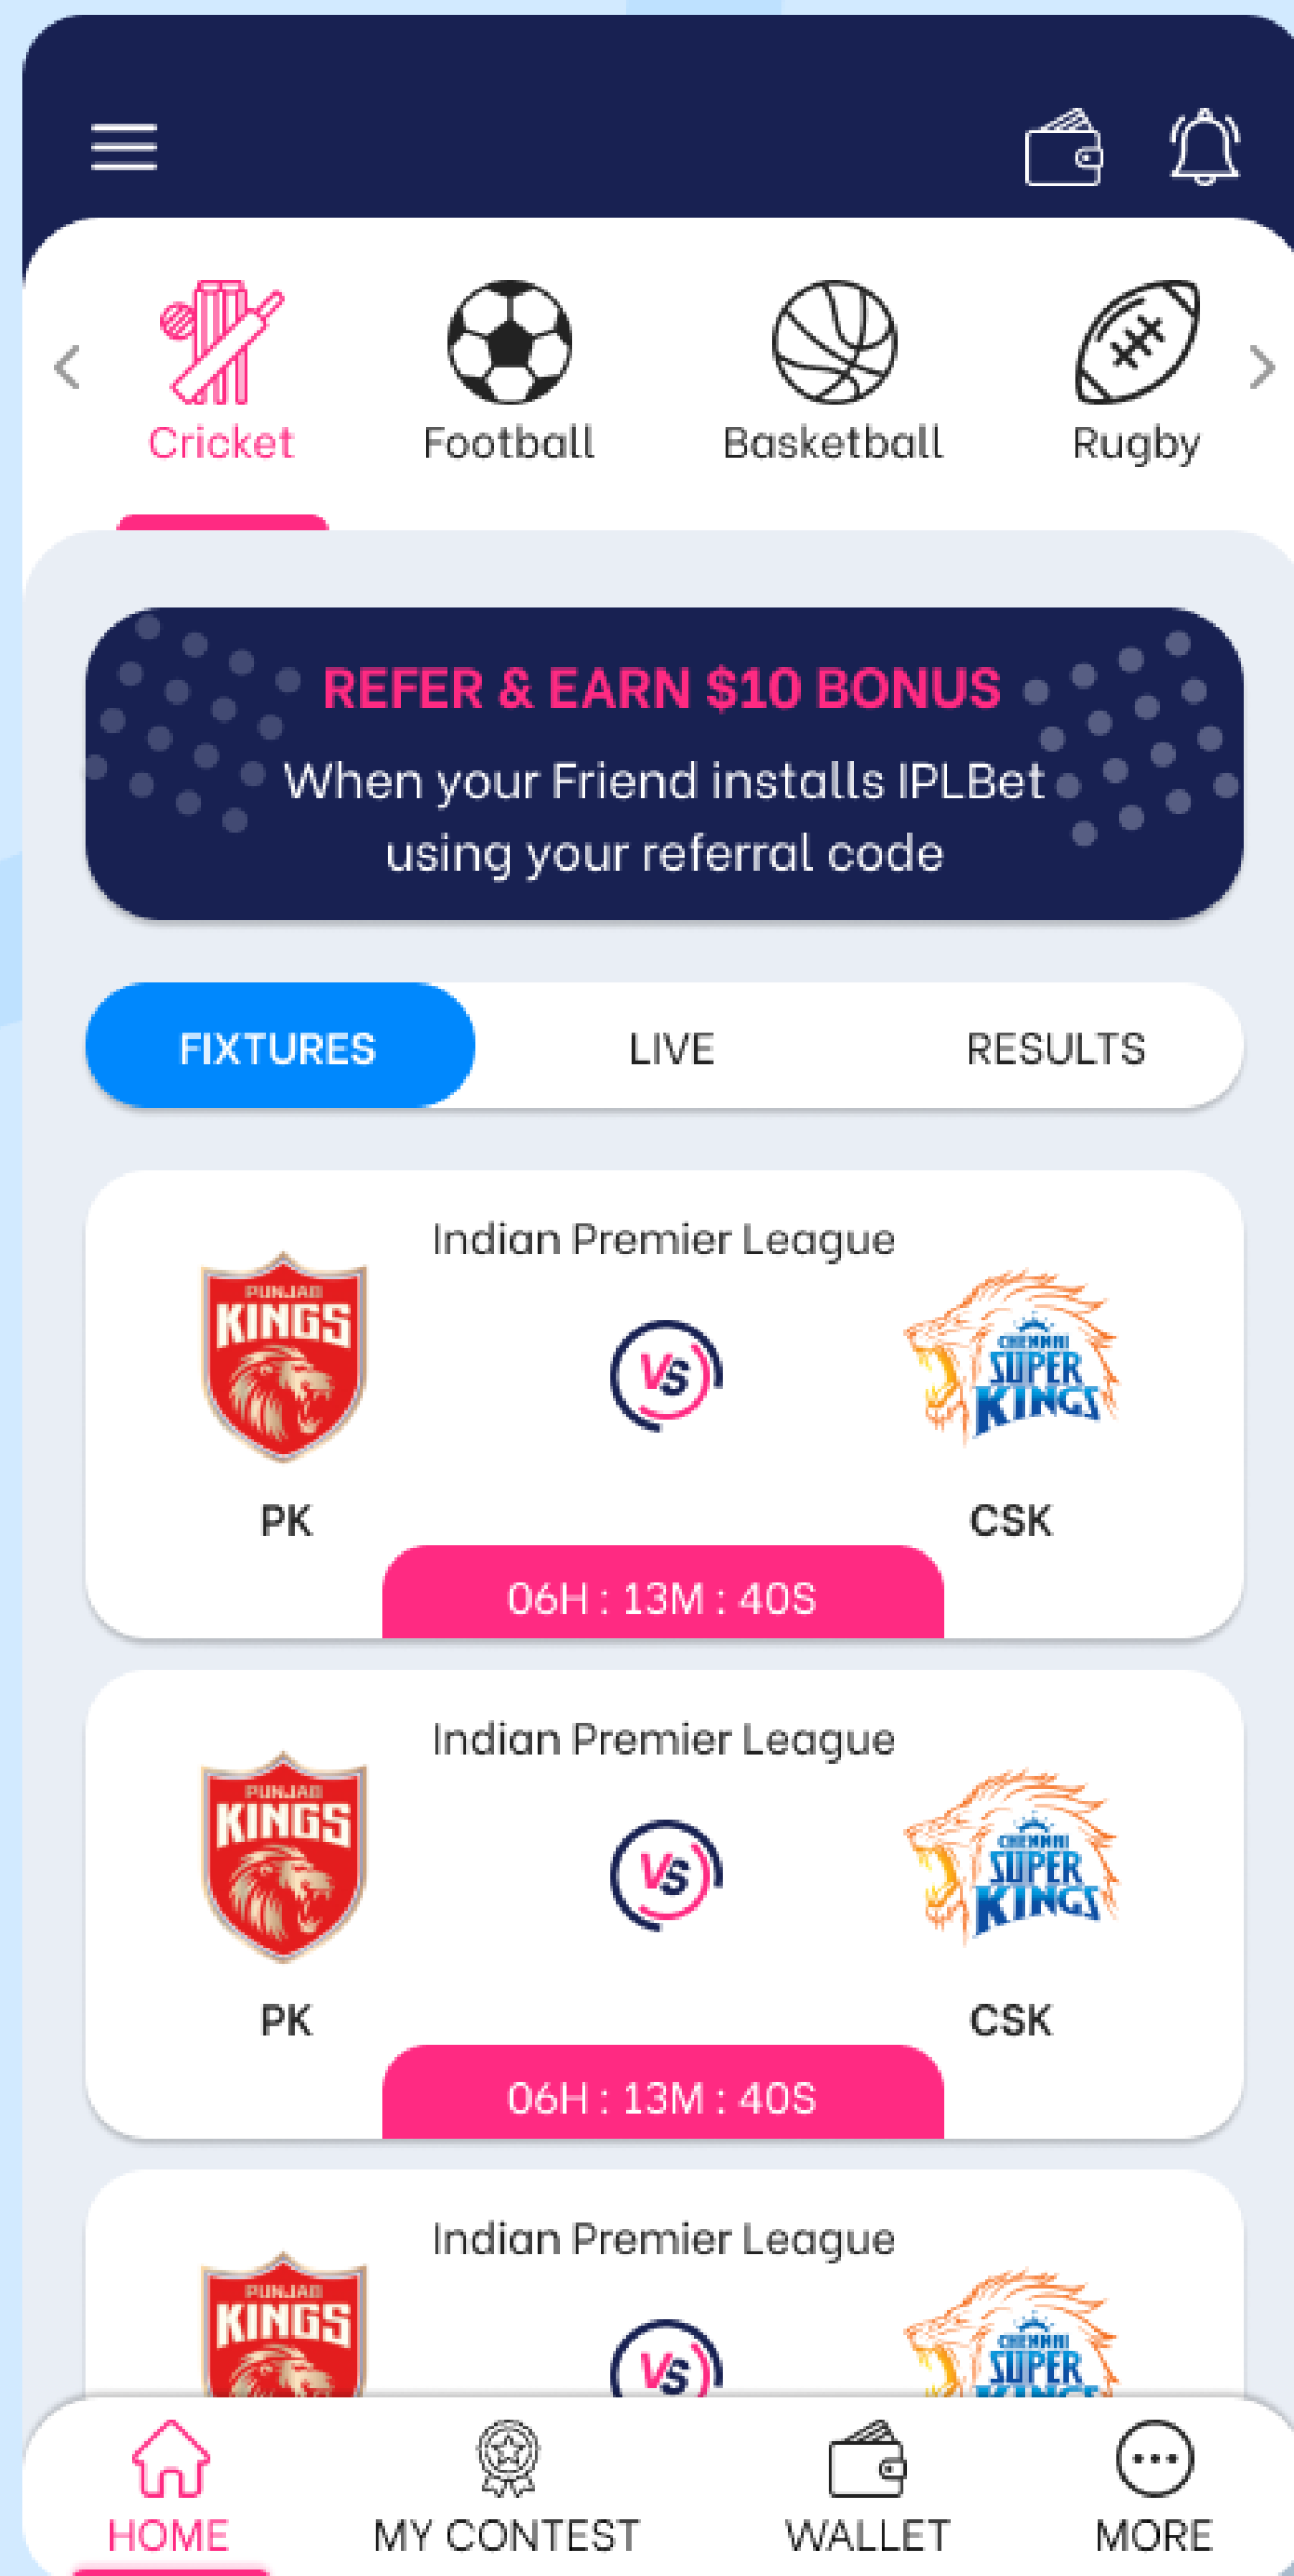 Cricket
Football
Basketball
Rugby
REFER & EARN $10 BONUS
When your Friend installs IPLBet
using your referral code
FIXTURES
LIVE
RESULTS
Indian Premier League
PUNJAB
KINGS
VS
CHENNAI
SUPER
KINGS
PK
CSK
06H : 13M : 40S
Indian Premier League
PUNJAB
KINGS
VS
CHENNAI
SUPER
KINGS
PK
CSK
06H : 13M : 40S
Indian Premier League
PUNJAB
KINGS
VS
CHENNAI
SUPER
KINGS
HOME
MY CONTEST
WALLET
MORE